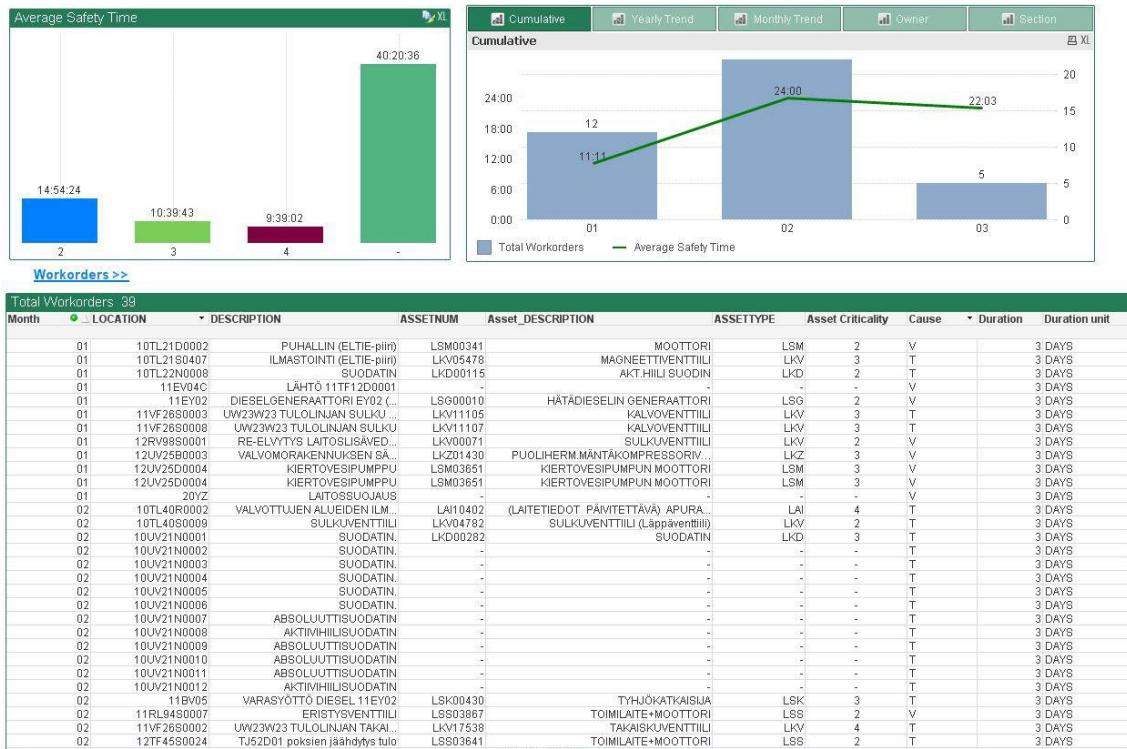 Average Safety Time XL
40:20:36
14:54:24
10:39:43
9:39:02
2 3 4 -
Cumulative Yearly Trend Monthly Trend Owner Section
Cumulative XL
24:00
18:00
12:00
6:00
0:00
20
15
10
5
0
12
11:11
24:00
22:03
5
01 02 03
Total Workorders Average Safety Time
Workorders >>
Total Workorders 39
Month LOCATION DESCRIPTION ASSETNUM Asset_DESCRIPTION ASSETTYPE Asset Criticality Cause Duration Duration unit
01 10TL21D0002 PUHALLIN (ELTIE-piiri) LSM00341 MOOTTORI LSM 2 V 3 DAYS
01 10TL21S0407 ILMASTOINTI (ELTIE-piiri) LKV05478 MAGNEETTIVENTTIILI LKV 3 T 3 DAYS
01 10TL22N0008 SUODATIN LKD00115 AKT.HIILI SUODIN LKD 2 T 3 DAYS
01 11EV04C LÄHTÖ 11TF12D0001 - - - - V 3 DAYS
01 11EY02 DIESELGENERAATTORI EY02 (... LSG00010 HÄTÄDIESELIN GENERAATTORI LSG 2 V 3 DAYS
01 11VF26S0003 UW23W23 TULOLINJAN SULKU ... LKV11105 KALVOVENTTIILI LKV 3 T 3 DAYS
01 11VF26S0008 UW23W23 TULOLINJAN SULKU LKV11107 KALVOVENTTIILI LKV 3 T 3 DAYS
01 12RV98S0001 RE-ELVYTYS LAITOSLISÄVED... LKV00071 SULKUVENTTIILI LKV 2 V 3 DAYS
01 12UV25B0003 VALVOMORAKENNUKSEN SÄ... LKZ01430 PUOLIHERM.MÄNTÄKOMPRESSORIV... LKZ 3 V 3 DAYS
01 12UV25D0004 KIERTOVESIPUMPPU LSM03651 KIERTOVESIPUMPUN MOOTTORI LSM 3 V 3 DAYS
01 12UV25D0004 KIERTOVESIPUMPPU LSM03651 KIERTOVESIPUMPUN MOOTTORI LSM 3 V 3 DAYS
01 20YZ LAITOSSUOJAUS - - - - V 3 DAYS
02 10TL40R0002 VALVOTTUJEN ALUEIDEN ILM... LAI10402 (LAITETIEDOT PÄIVITETTÄVÄ) APURA... LAI 4 T 3 DAYS
02 10TL40S0009 SULKUVENTTIILI LKV04782 SULKUVENTTIILI (Läppäventtiili) LKV 2 T 3 DAYS
02 10UV21N0001 SUODATIN. LKD00282 SUODATIN LKD 3 T 3 DAYS
02 10UV21N0002 SUODATIN. - - - - T 3 DAYS
02 10UV21N0003 SUODATIN. - - - - T 3 DAYS
02 10UV21N0004 SUODATIN. - - - - T 3 DAYS
02 10UV21N0005 SUODATIN. - - - - T 3 DAYS
02 10UV21N0006 SUODATIN. - - - - T 3 DAYS
02 10UV21N0007 ABSOLUUTTISUODATIN - - - - T 3 DAYS
02 10UV21N0008 AKTIIVIHIILISUODATIN - - - - T 3 DAYS
02 10UV21N0009 ABSOLUUTTISUODATIN - - - - T 3 DAYS
02 10UV21N0010 ABSOLUUTTISUODATIN - - - - T 3 DAYS
02 10UV21N0011 ABSOLUUTTISUODATIN - - - - T 3 DAYS
02 10UV21N0012 AKTIIVIHIILISUODATIN - - - - T 3 DAYS
02 11BV05 VARASYÖTTÖ DIESEL 11EY02 LSK00430 TYHJÖKATKAISIJA LSK 3 T 3 DAYS
02 11RL94S0007 ERISTYSVENTTIILI LSS03867 TOIMILAITE+MOOTTORI LSS 2 V 3 DAYS
02 11VF26S0002 UW23W23 TULOLINJAN TAKAI... LKV17538 TAKAISKUVENTTIILI LKV 4 T 3 DAYS
02 12TF45S0024 TJ52D01 poksien jäähdytys tulo LSS03641 TOIMILAITE+MOOTTORI LSS 2 T 3 DAYS